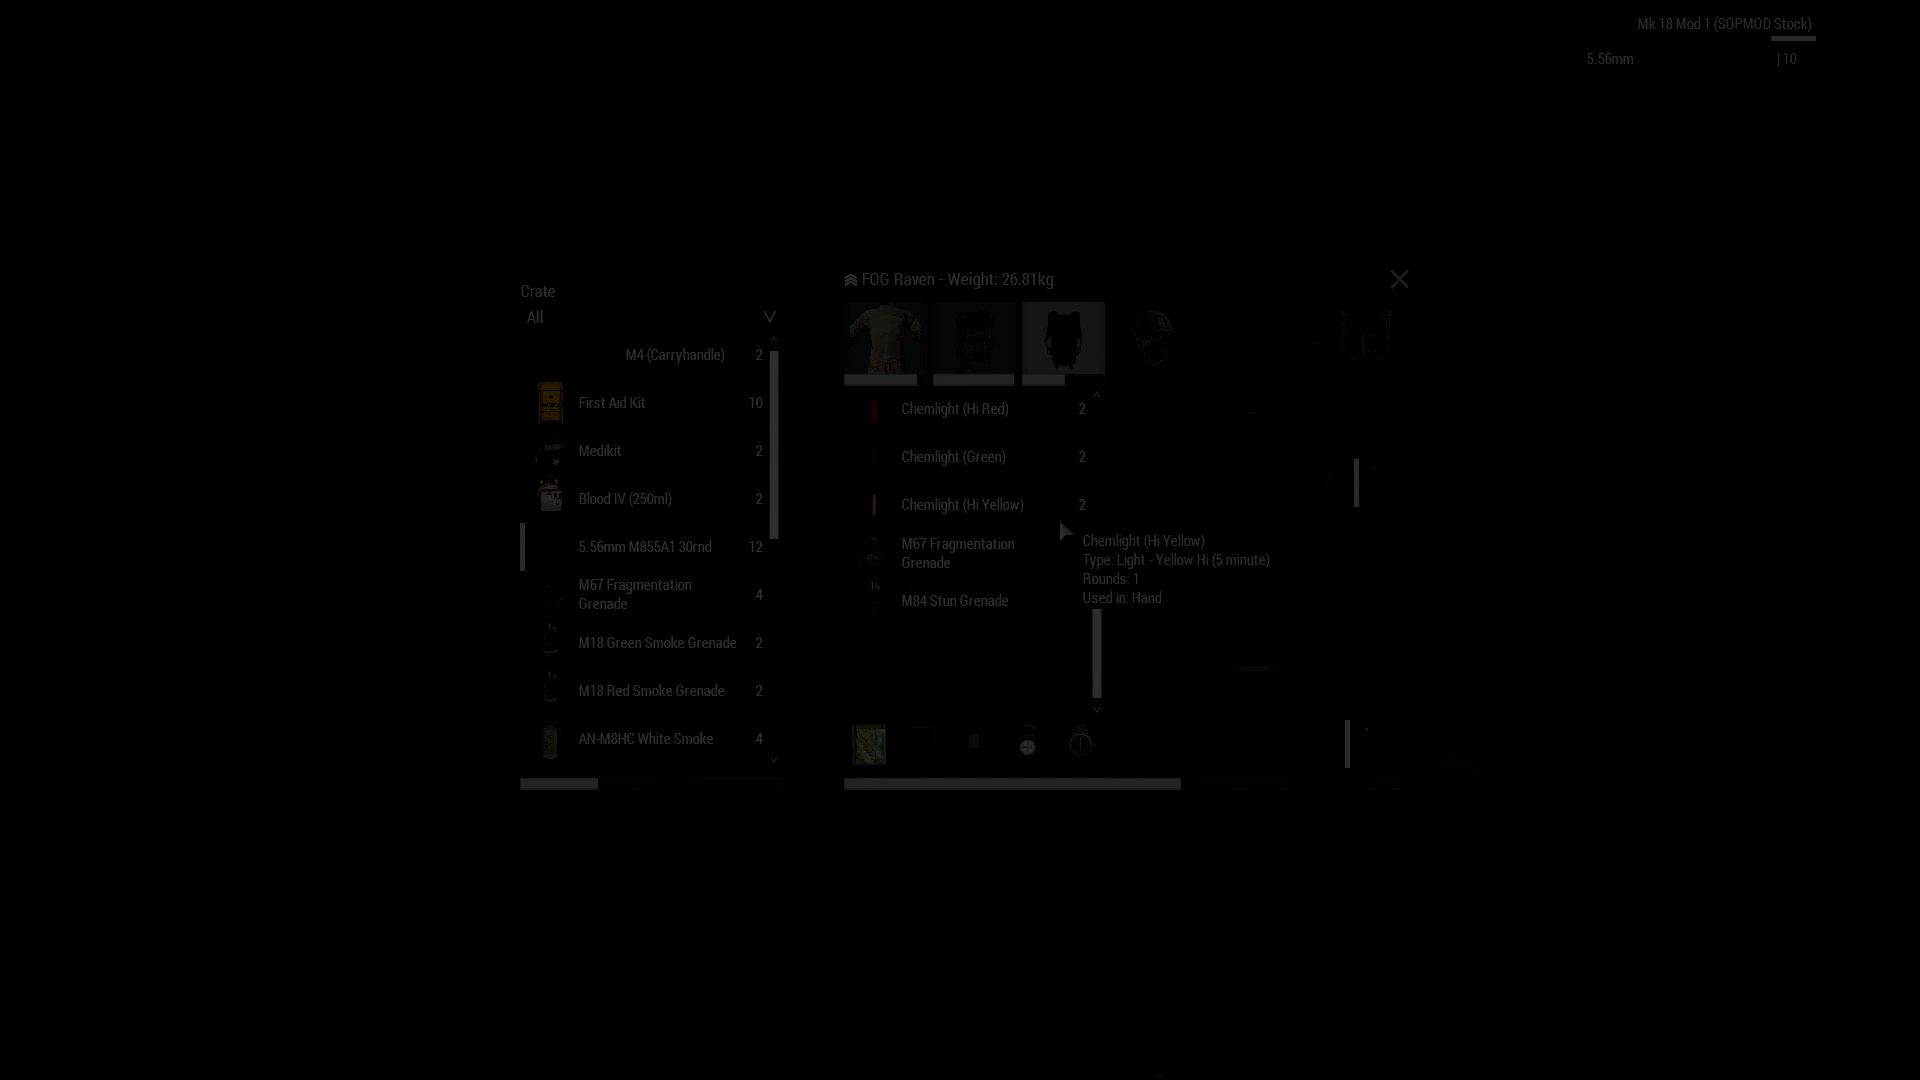 Mk 18 Mod 1 (SOPMOD Stock)
5.56mm | 10
FOG Raven - Weight: 26.81kg
Crate
All
M4 (Carryhandle) 2
First Aid Kit 10
Medikit 2
Blood IV (250ml) 2
5.56mm M855A1 30rnd 12
M67 Fragmentation
Grenade 4
M18 Green Smoke Grenade 2
M18 Red Smoke Grenade 2
AN-M8HC White Smoke 4
Chemlight (Hi Red) 2
Chemlight (Green) 2
Chemlight (Hi Yellow) 2
M67 Fragmentation
Grenade
M84 Stun Grenade
Chemlight (Hi Yellow)
Type: Light - Yellow Hi (5 minute)
Rounds: 1
Used in: Hand